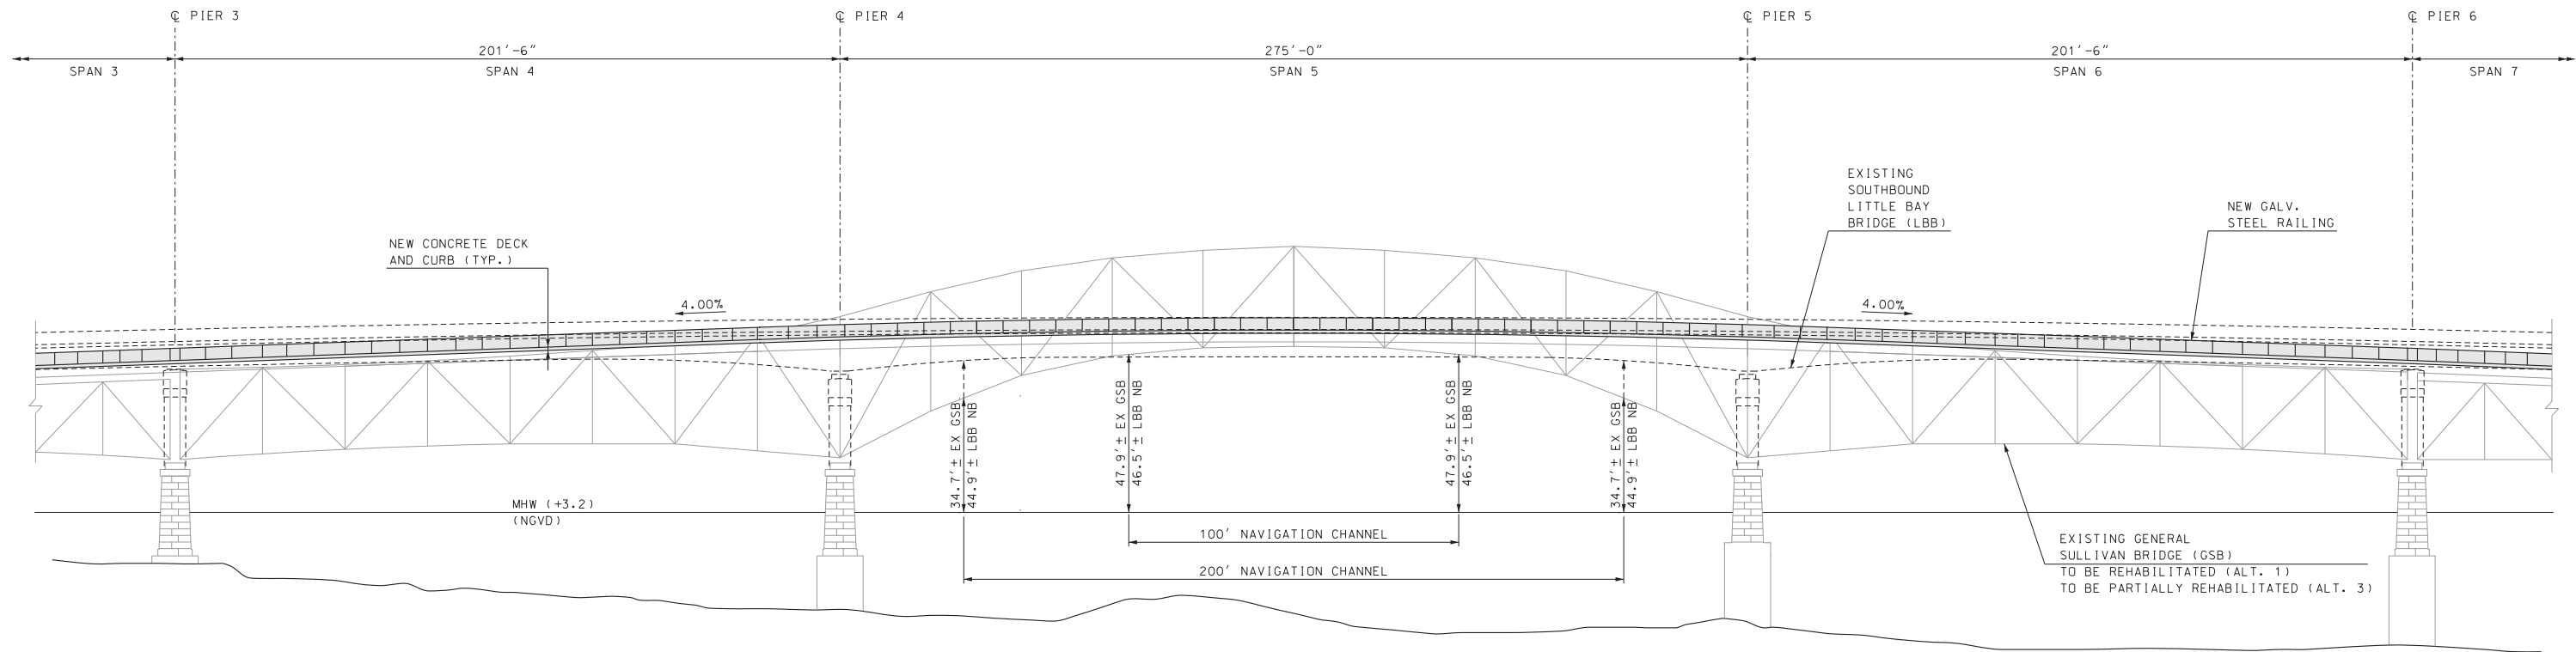 ℄ PIER 3
℄ PIER 4
℄ PIER 5
℄ PIER 6
201'-6"
275'-0"
201'-6"
SPAN 3
SPAN 4
SPAN 5
SPAN 6
SPAN 7
EXISTING
SOUTHBOUND
LITTLE BAY
BRIDGE (LBB)
NEW GALV.
STEEL RAILING
NEW CONCRETE DECK
AND CURB (TYP.)
4.00%
4.00%
34.7'± EX GSB
44.9'± LBB NB
47.9'± EX GSB
46.5'± LBB NB
47.9'± EX GSB
46.5'± LBB NB
34.7'± EX GSB
44.9'± LBB NB
MHW (+3.2)
(NGVD)
100' NAVIGATION CHANNEL
200' NAVIGATION CHANNEL
EXISTING GENERAL
SULLIVAN BRIDGE (GSB)
TO BE REHABILITATED (ALT. 1)
TO BE PARTIALLY REHABILITATED (ALT. 3)